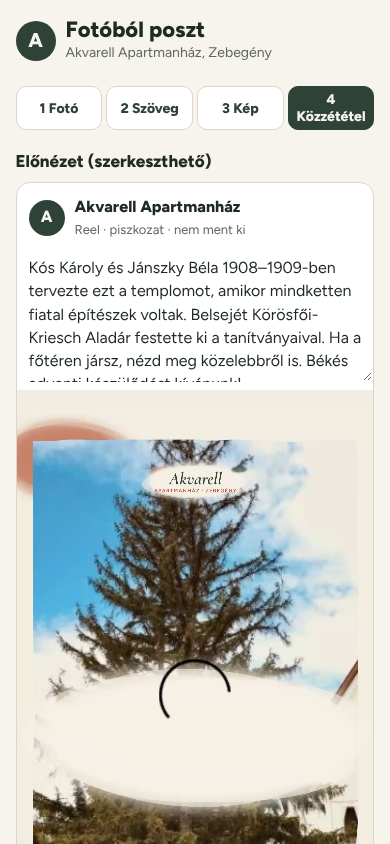 A
Fotóból poszt
Akvarell Apartmanház, Zebegény
1 Fotó
2 Szöveg
3 Kép
4
Közzététel
Előnézet (szerkeszthető)
A
Akvarell Apartmanház
Reel · piszkozat · nem ment ki
Kós Károly és Jánszky Béla 1908–1909-ben
tervezte ezt a templomot, amikor mindketten
fiatal építészek voltak. Belsejét Körösfői-
Kriesch Aladár festette ki a tanítványaival. Ha a
főtéren jársz, nézd meg közelebbről is. Békés
Akvarell
APARTMANHÁZ · ZEBEGÉNY